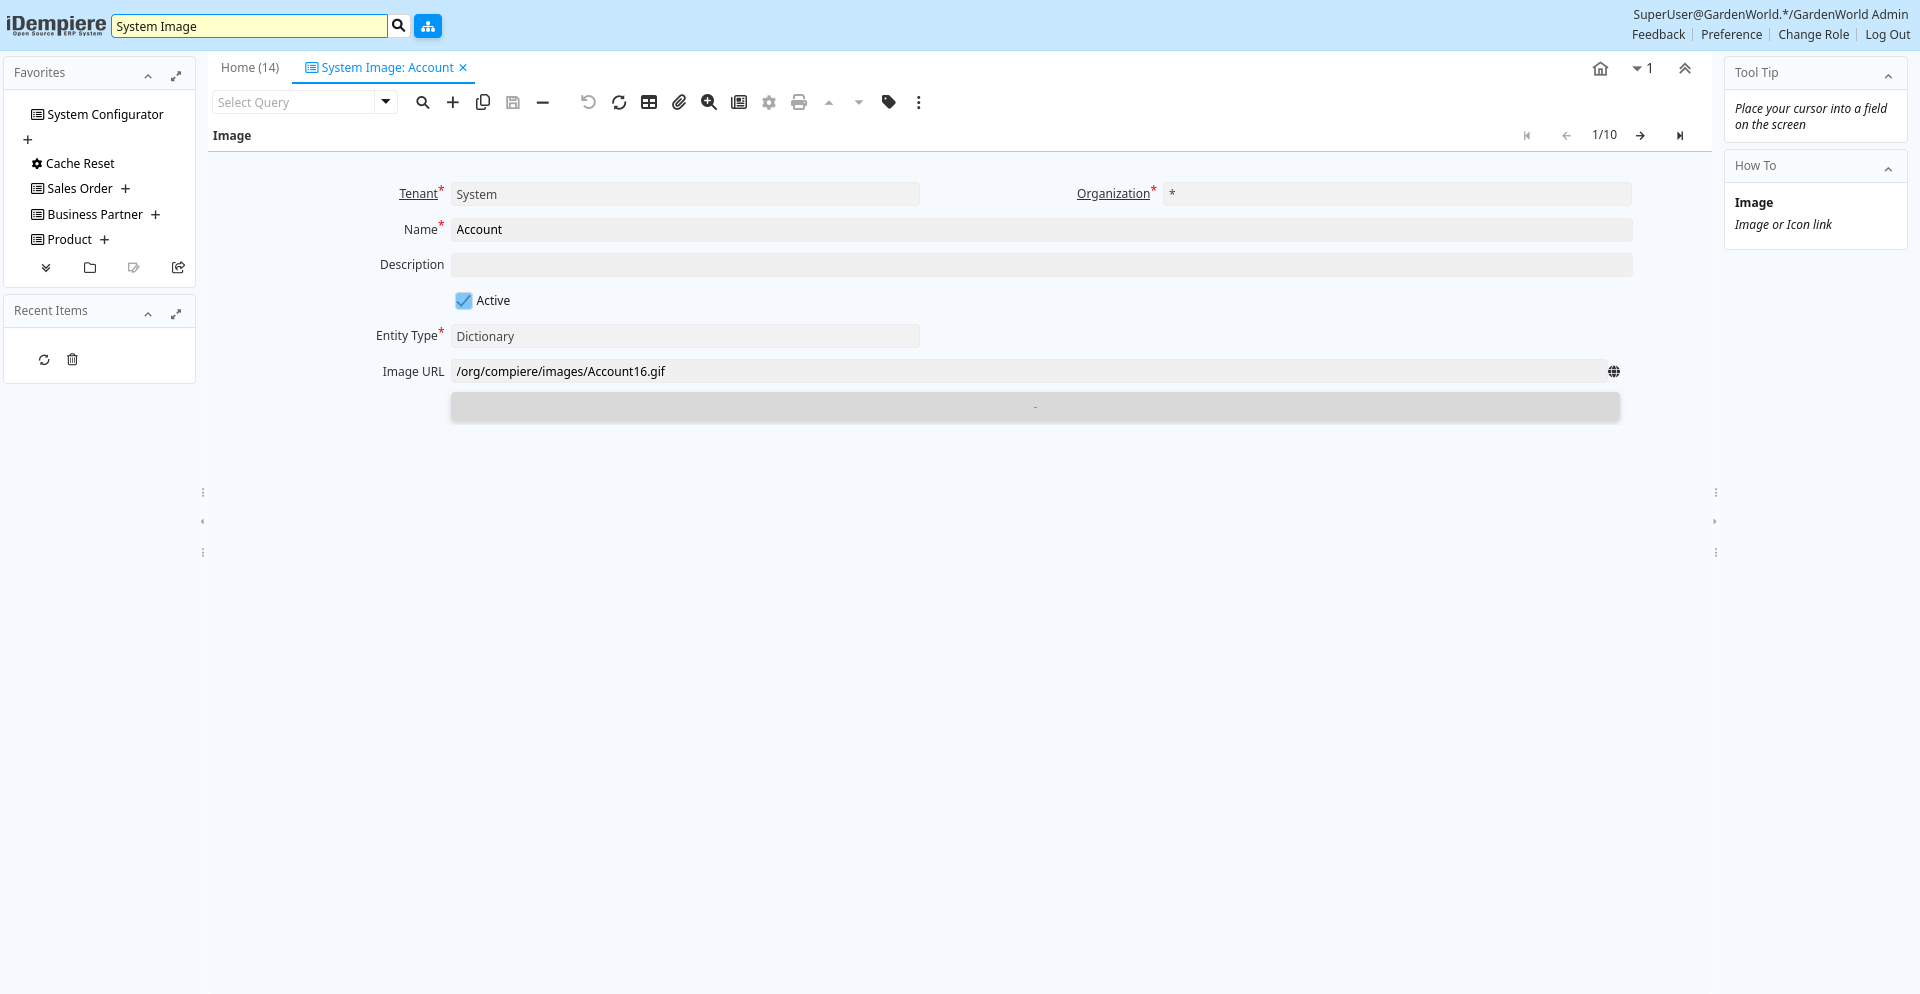 iDempiere
Open Source ERP System
System Image
SuperUser@GardenWorld.*/GardenWorld Admin
Feedback
Preference
Change Role
Log Out
Favorites
System Configurator
Cache Reset
Sales Order
Business Partner
Product
Recent Items
Home (14)
System Image: Account
1
Select Query
Image
1/10
Tenant*
System
Organization*
*
Name*
Account
Description
Active
Entity Type*
Dictionary
Image URL
/org/compiere/images/Account16.gif
-
Tool Tip
Place your cursor into a field
on the screen
How To
Image
Image or Icon link